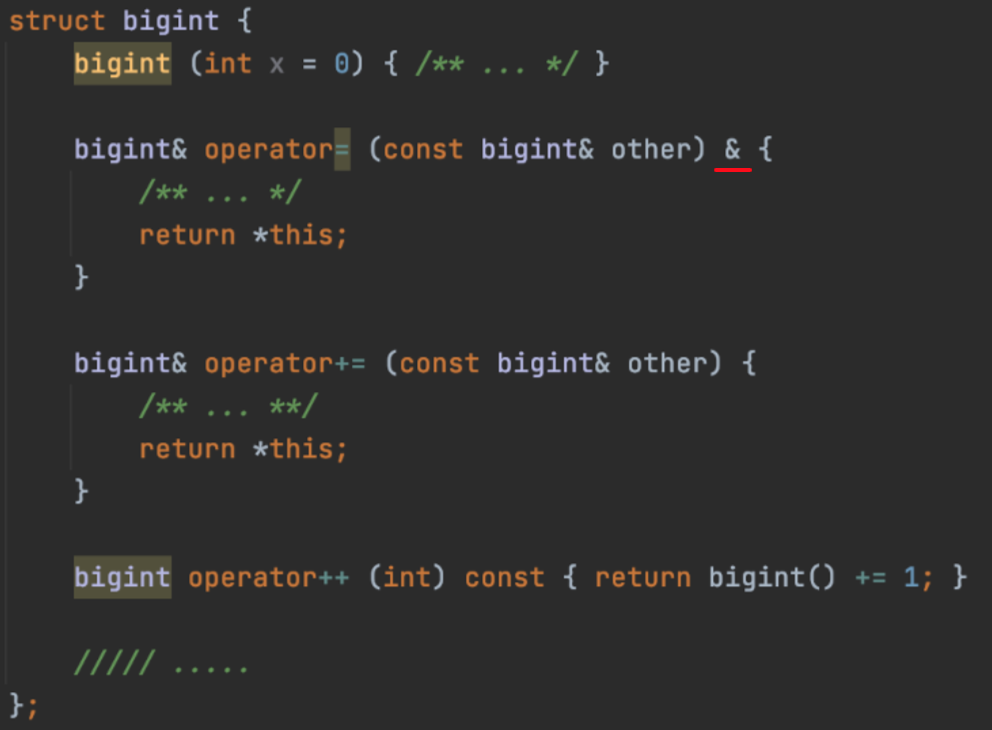 struct bigint {
bigint (int x = 0) { /** ... */ }
bigint& operator= (const bigint& other) & {
/** ... */
return *this;
}
bigint& operator+= (const bigint& other) {
/** ... **/
return *this;
}
bigint operator++ (int) const { return bigint() += 1; }
///// .....
};